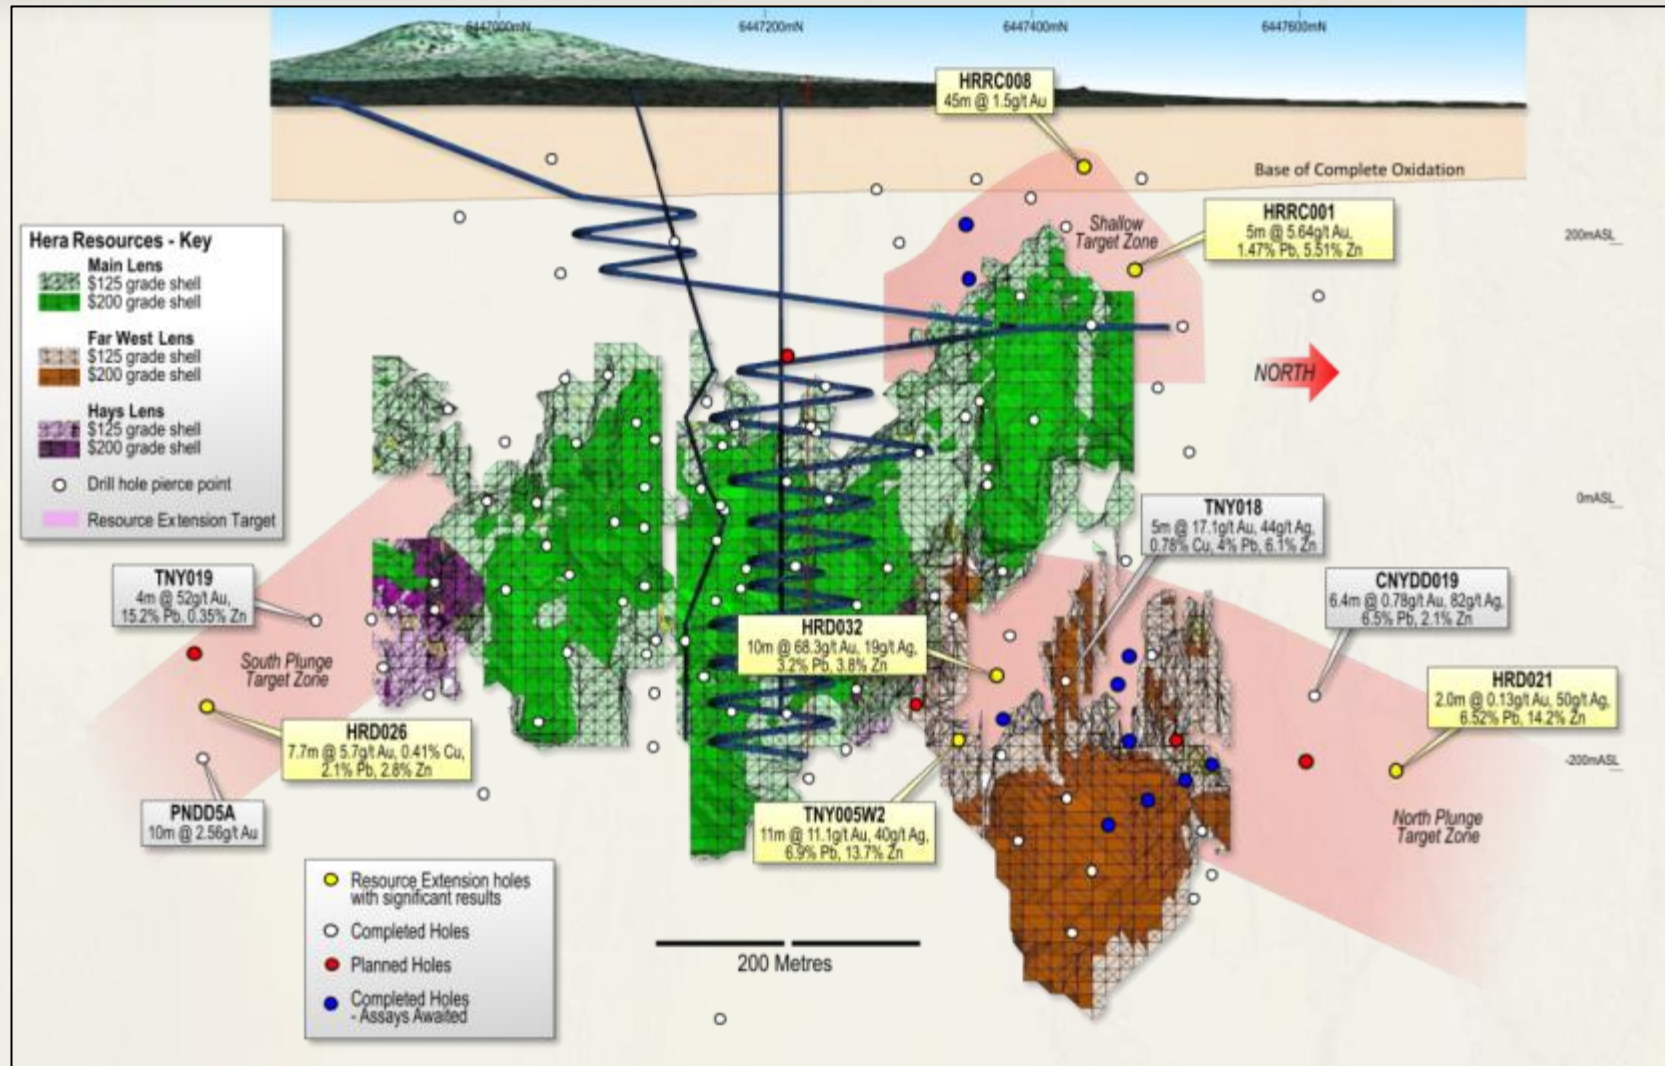 6447000mN
6447200mN
6447400mN
6447600mN
HRRC008
45m @ 1.5g/t Au
Base of Complete Oxidation
HRRC001
5m @ 5.64g/t Au,
1.47% Pb, 5.51% Zn
Shallow
Target Zone
200mASL
Hera Resources - Key
Main Lens
$125 grade shell
$200 grade shell
Far West Lens
$125 grade shell
$200 grade shell
Hays Lens
$125 grade shell
$200 grade shell
Drill hole pierce point
Resource Extension Target
NORTH
0mASL
TNY018
5m @ 17.1g/t Au, 44g/t Ag,
0.78% Cu, 4% Pb, 6.1% Zn
TNY019
4m @ 52g/t Au,
15.2% Pb, 0.35% Zn
CNYDD019
6.4m @ 0.78g/t Au, 82g/t Ag,
6.5% Pb, 2.1% Zn
HRD032
10m @ 68.3g/t Au, 19g/t Ag,
3.2% Pb, 3.8% Zn
South Plunge
Target Zone
HRD021
2.0m @ 0.13g/t Au, 50g/t Ag,
6.52% Pb, 14.2% Zn
HRD026
7.7m @ 5.7g/t Au, 0.41% Cu,
2.1% Pb, 2.8% Zn
-200mASL
PNDD5A
10m @ 2.56g/t Au
TNY005W2
11m @ 11.1g/t Au, 40g/t Ag,
6.9% Pb, 13.7% Zn
North Plunge
Target Zone
Resource Extension holes
with significant results
Completed Holes
Planned Holes
Completed Holes
- Assays Awaited
200 Metres